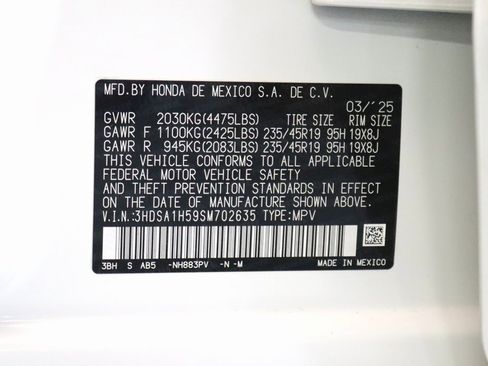 MFD.BY HONDA DE MEXICO S.A. DE C.V.
03/'25
GVWR 2030KG(4475LBS) TIRE SIZE RIM SIZE
GAWR F 1100KG(2425LBS) 235/45R19 95H 19X8J
GAWR R 945KG(2083LBS) 235/45R19 95H 19X8J
THIS VEHICLE CONFORMS TO ALL APPLICABLE
FEDERAL MOTOR VEHICLE SAFETY
AND THEFT PREVENTION STANDARDS IN EFFECT
ON THE DATE OF MANUFACTURE SHOWN ABOVE.
V.I.N.:3HDSA1H59SM702635 TYPE:MPV
3BH S AB5 -NH883PV -N -M
MADE IN MEXICO